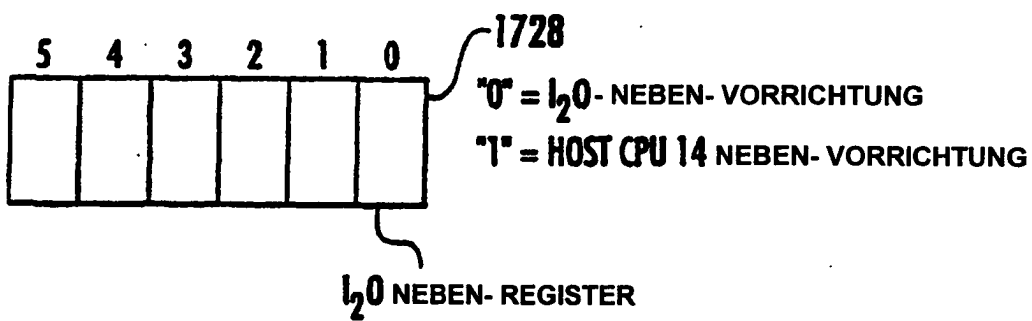 5 4 3 2 1 0
1728
"0" = I₂O- NEBEN- VORRICHTUNG
"1" = HOST CPU 14 NEBEN- VORRICHTUNG
I₂O NEBEN- REGISTER